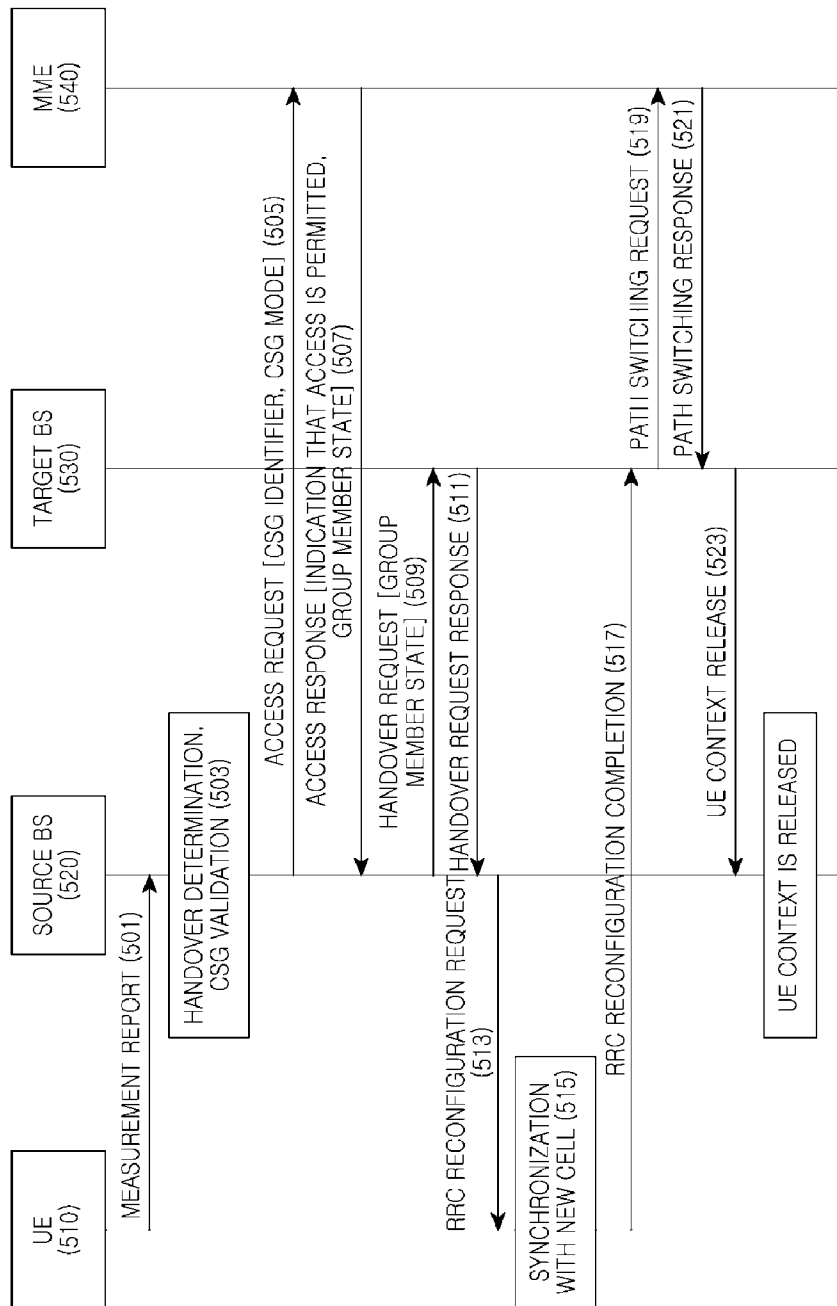 UE
(510)
SOURCE BS
(520)
TARGET BS
(530)
MME
(540)
MEASUREMENT REPORT (501)
HANDOVER DETERMINATION,
CSG VALIDATION (503)
ACCESS REQUEST [CSG IDENTIFIER, CSG MODE] (505)
ACCESS RESPONSE [INDICATION THAT ACCESS IS PERMITTED,
GROUP MEMBER STATE] (507)
HANDOVER REQUEST [GROUP
MEMBER STATE] (509)
HANDOVER REQUEST RESPONSE (511)
RRC RECONFIGURATION REQUEST
(513)
SYNCHRONIZATION
WITH NEW CELL (515)
RRC RECONFIGURATION COMPLETION (517)
PATH SWITCHING REQUEST (519)
PATH SWITCHING RESPONSE (521)
UE CONTEXT RELEASE (523)
UE CONTEXT IS RELEASED